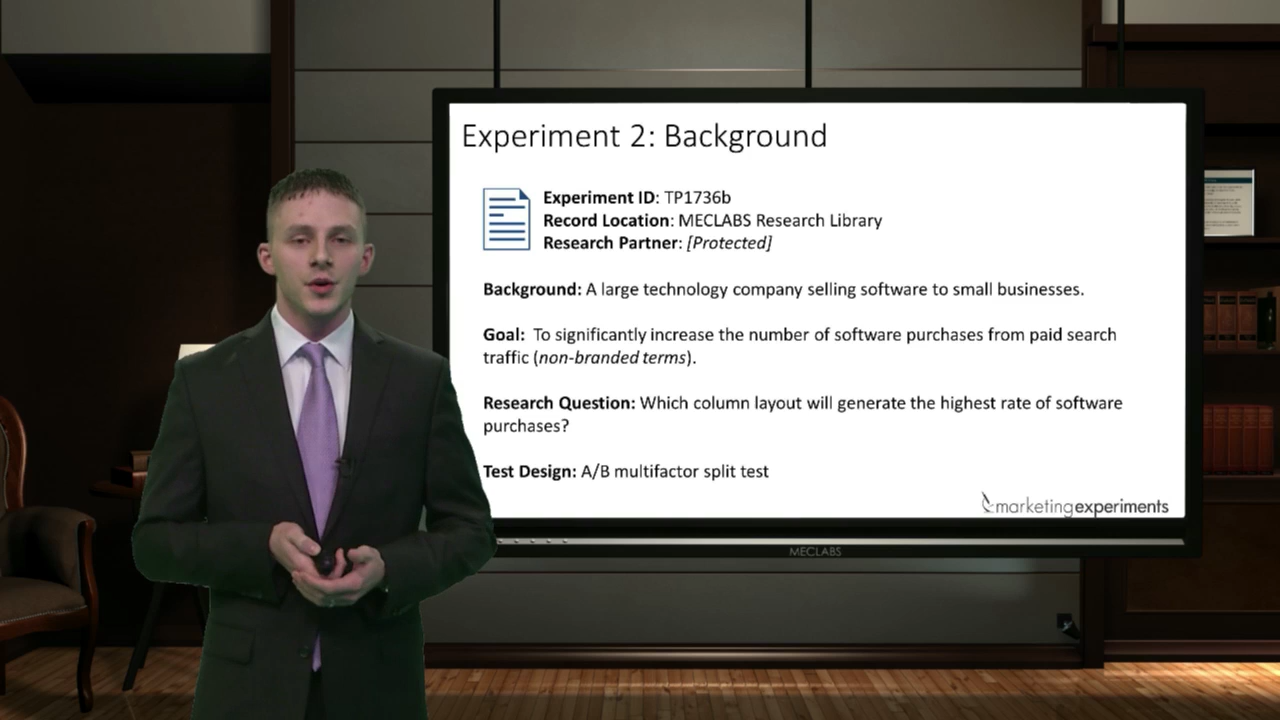 Experiment 2: Background
Experiment ID: TP1736b
Record Location: MECLABS Research Library
Research Partner: [Protected]
Background: A large technology company selling software to small businesses.
Goal: To significantly increase the number of software purchases from paid search
traffic (non-branded terms).
Research Question: Which column layout will generate the highest rate of software
purchases?
Test Design: A/B multifactor split test
marketingexperiments
MECLABS